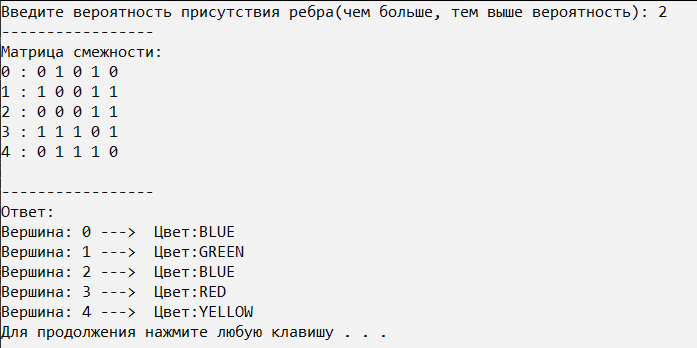 Введите вероятность присутствия ребра(чем больше, тем выше вероятность): 2
-----------------
Матрица смежности:
0 : 0 1 0 1 0
1 : 1 0 0 1 1
2 : 0 0 0 1 1
3 : 1 1 1 0 1
4 : 0 1 1 1 0
-----------------
Ответ:
Вершина: 0 --->  Цвет:BLUE
Вершина: 1 --->  Цвет:GREEN
Вершина: 2 --->  Цвет:BLUE
Вершина: 3 --->  Цвет:RED
Вершина: 4 --->  Цвет:YELLOW
Для продолжения нажмите любую клавишу . . .